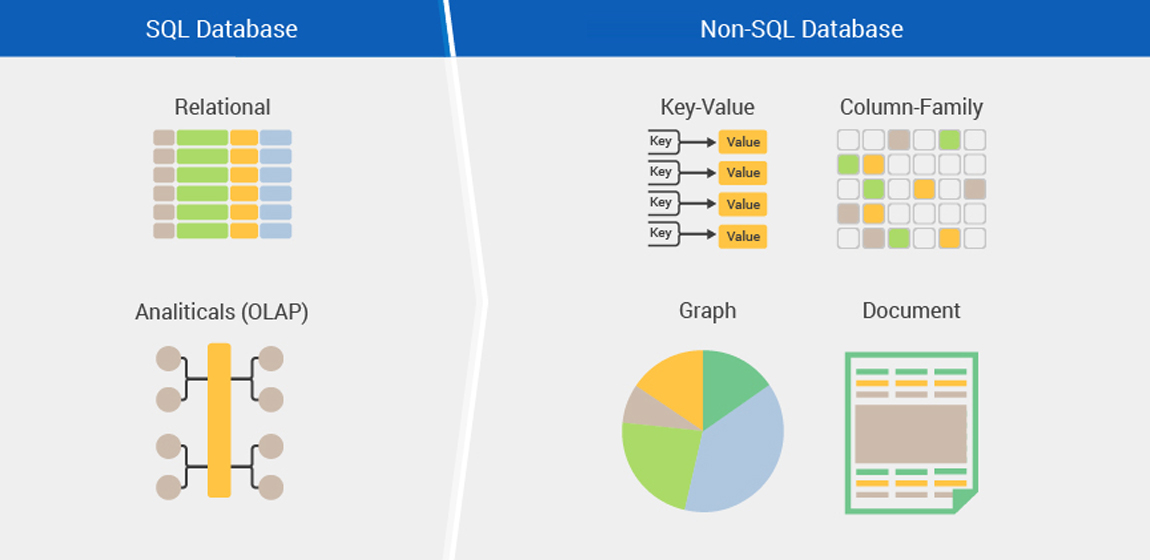 SQL Database
Non-SQL Database
Relational
Analiticals (OLAP)
Key-Value
Key Value
Key Value
Key Value
Key Value
Column-Family
Graph
Document